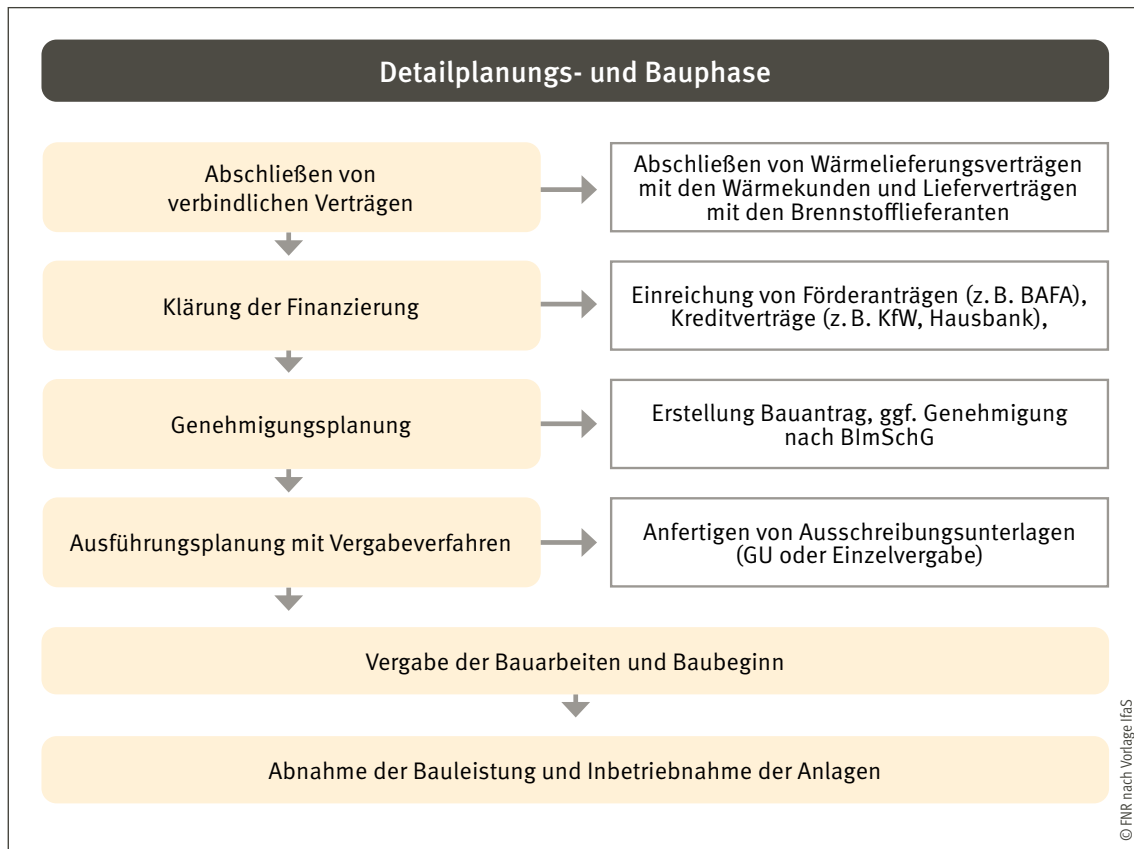 Detailplanungs- und Bauphase
Abschließen von
verbindlichen Verträgen
Abschließen von Wärmelieferungsverträgen
mit den Wärmekunden und Lieferverträgen
mit den Brennstofflieferanten
Klärung der Finanzierung
Einreichung von Förderanträgen (z. B. BAFA),
Kreditverträge (z. B. KfW, Hausbank),
Genehmigungsplanung
Erstellung Bauantrag, ggf. Genehmigung
nach BImSchG
Ausführungsplanung mit Vergabeverfahren
Anfertigen von Ausschreibungsunterlagen
(GU oder Einzelvergabe)
Vergabe der Bauarbeiten und Baubeginn
Abnahme der Bauleistung und Inbetriebnahme der Anlagen
© FNR nach Vorlage IfaS